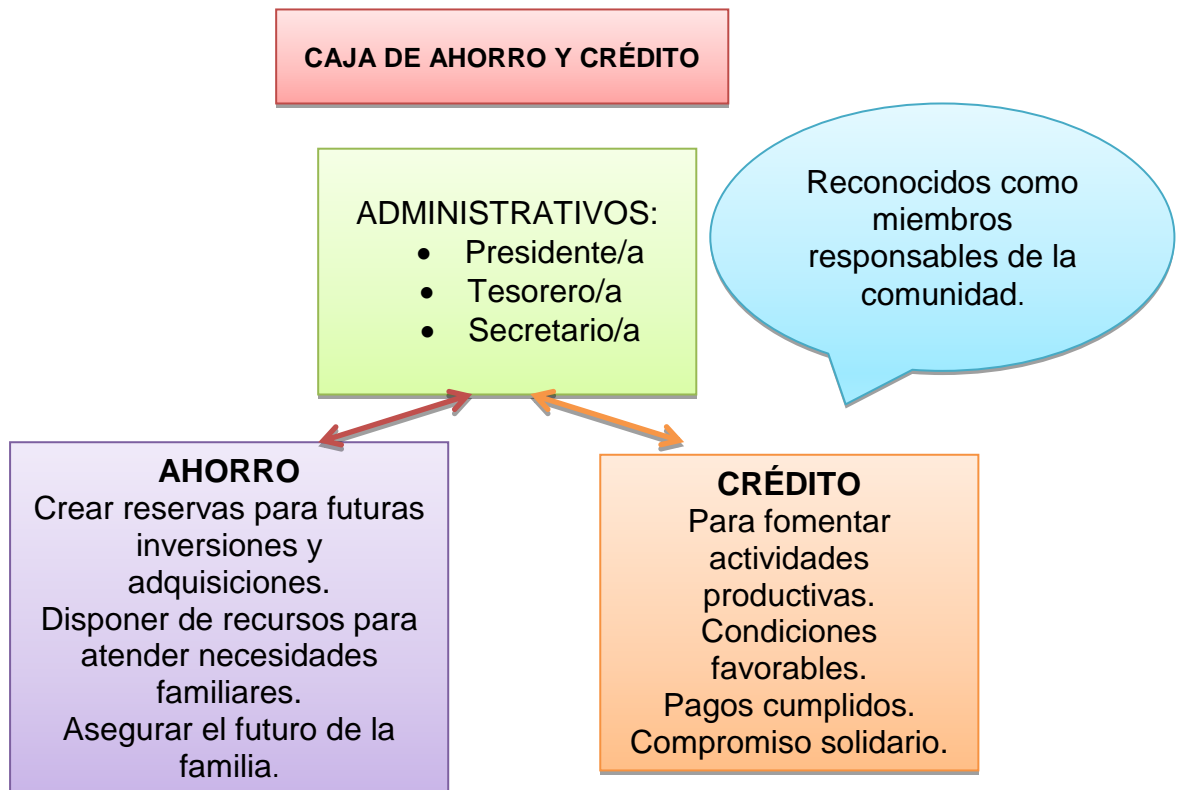 CAJA DE AHORRO Y CRÉDITO
ADMINISTRATIVOS:
• Presidente/a
• Tesorero/a
• Secretario/a
Reconocidos como
miembros
responsables de la
comunidad.
AHORRO
Crear reservas para futuras
inversiones y
adquisiciones.
Disponer de recursos para
atender necesidades
familiares.
Asegurar el futuro de la
familia.
CRÉDITO
Para fomentar
actividades
productivas.
Condiciones
favorables.
Pagos cumplidos.
Compromiso solidario.